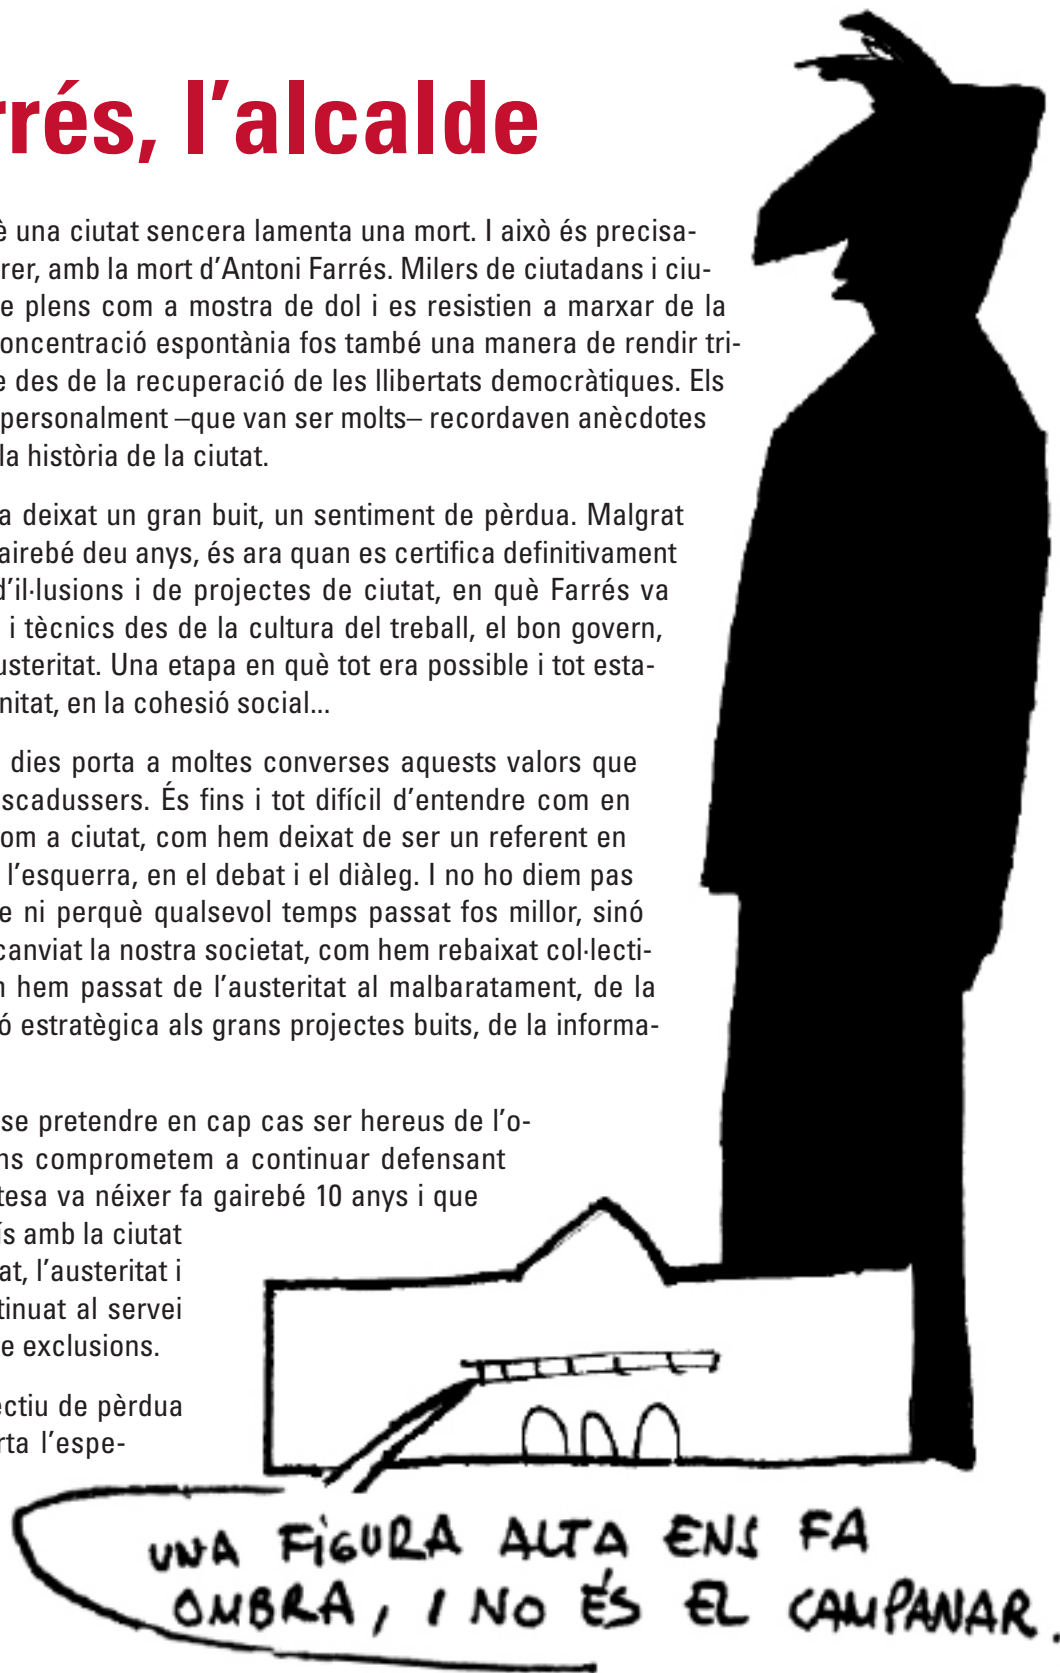 rrés, l'alcalde
è una ciutat sencera lamenta una mort. I això és precisa-
rer, amb la mort d'Antoni Farrés. Milers de ciutadans i ciu-
e plens com a mostra de dol i es resistien a marxar de la
oncentració espontània fos també una manera de rendir tri-
e des de la recuperació de les llibertats democràtiques. Els
personalment –que van ser molts– recordaven anècdotes
la història de la ciutat.
a deixat un gran buit, un sentiment de pèrdua. Malgrat
airebé deu anys, és ara quan es certifica definitivament
d'il·lusions i de projectes de ciutat, en què Farrés va
i tècnics des de la cultura del treball, el bon govern,
usteritat. Una etapa en què tot era possible i tot esta-
nitat, en la cohesió social...
dies porta a moltes converses aquests valors que
scadussers. És fins i tot difícil d'entendre com en
om a ciutat, com hem deixat de ser un referent en
l'esquerra, en el debat i el diàleg. I no ho diem pas
e ni perquè qualsevol temps passat fos millor, sinó
canviat la nostra societat, com hem rebaixat col·lecti-
n hem passat de l'austeritat al malbaratament, de la
ó estratègica als grans projectes buits, de la informa-
se pretendre en cap cas ser hereus de l'o-
ns comprometem a continuar defensant
tesa va néixer fa gairebé 10 anys i que
ís amb la ciutat
at, l'austeritat i
tinuat al servei
e exclusions.
ectiu de pèrdua
rta l'espe-
UNA FIGURA ALTA ENS FA
OMBRA, I NO ÉS EL CAMPANAR.